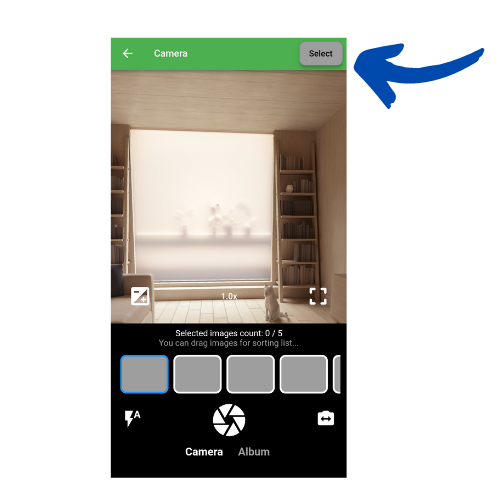 Camera
Select
1.0x
Selected images count: 0 / 5
You can drag images for sorting list...
A
Camera Album